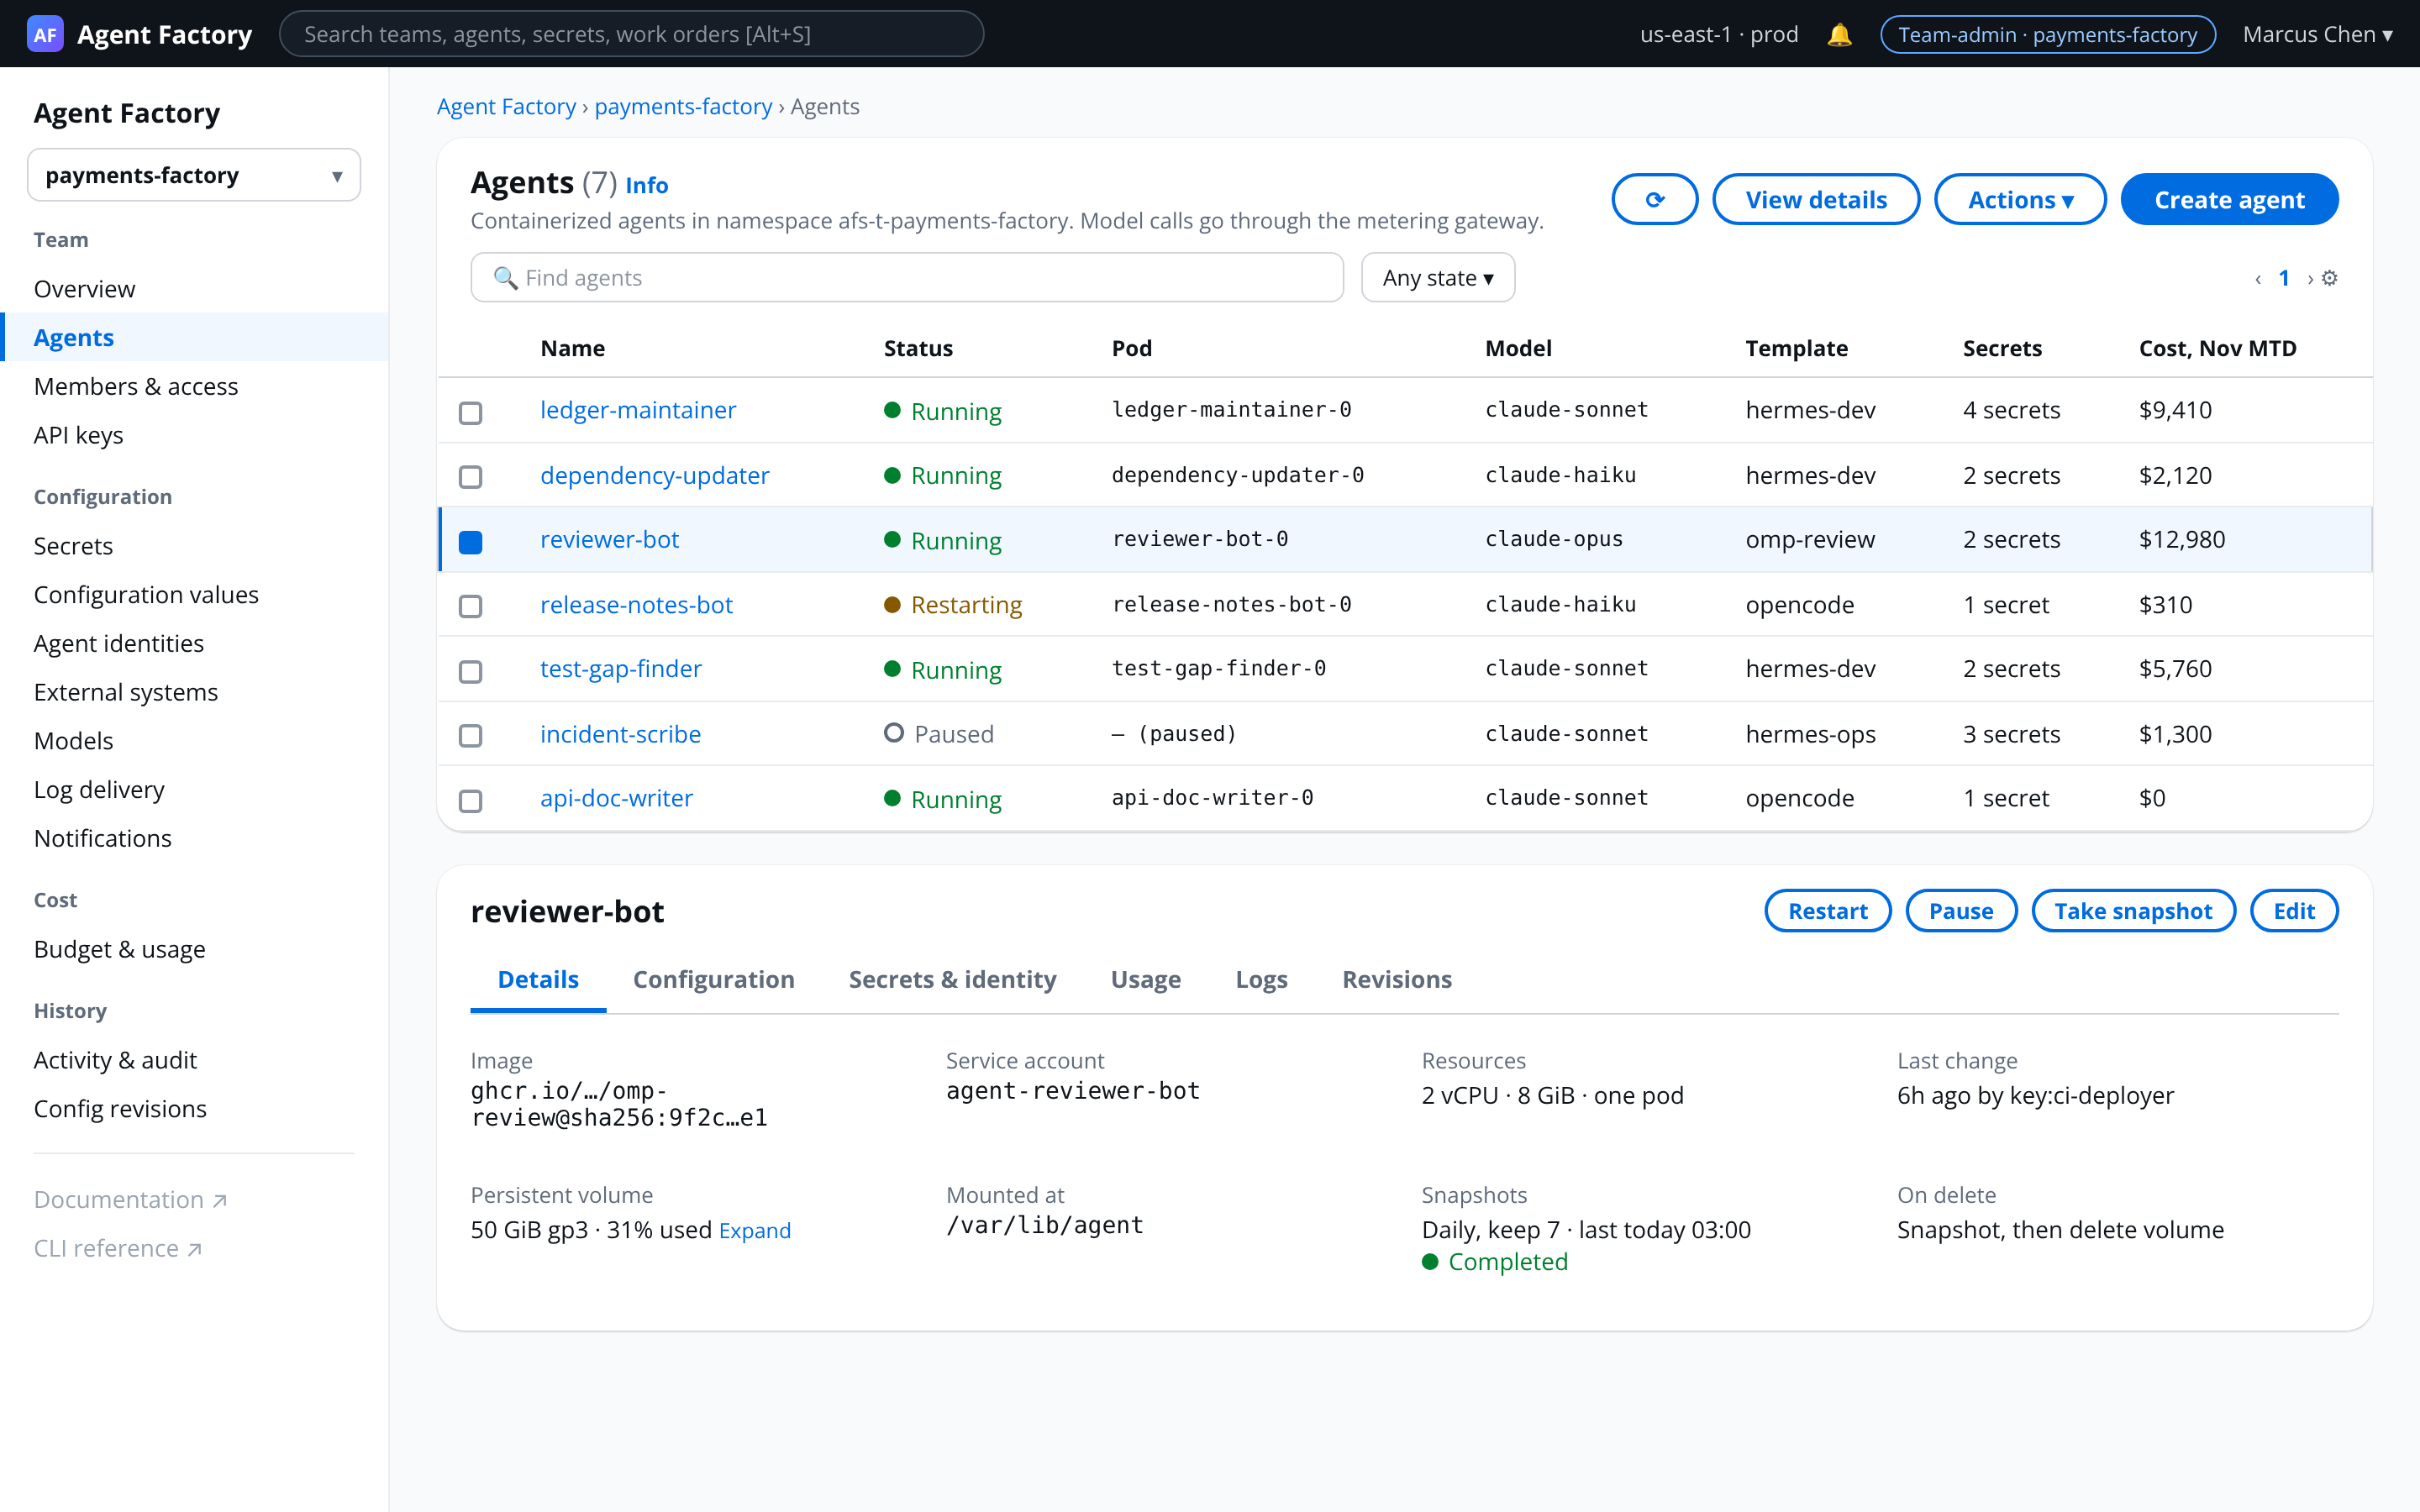 AF Agent Factory Search teams, agents, secrets, work orders [Alt+S] us-east-1 · prod 🔔 Team-admin · payments-factory Marcus Chen ▾
Agent Factory
payments-factory ▾
Team
Overview
Agents
Members & access
API keys
Configuration
Secrets
Configuration values
Agent identities
External systems
Models
Log delivery
Notifications
Cost
Budget & usage
History
Activity & audit
Config revisions
Documentation ↗
CLI reference ↗
Agent Factory › payments-factory › Agents
Agents (7) Info
Containerized agents in namespace afs-t-payments-factory. Model calls go through the metering gateway.
⟳ View details Actions ▾ Create agent
🔍 Find agents Any state ▾ ‹ 1 › ⚙
Name Status Pod Model Template Secrets Cost, Nov MTD
ledger-maintainer Running ledger-maintainer-0 claude-sonnet hermes-dev 4 secrets $9,410
dependency-updater Running dependency-updater-0 claude-haiku hermes-dev 2 secrets $2,120
reviewer-bot Running reviewer-bot-0 claude-opus omp-review 2 secrets $12,980
release-notes-bot Restarting release-notes-bot-0 claude-haiku opencode 1 secret $310
test-gap-finder Running test-gap-finder-0 claude-sonnet hermes-dev 2 secrets $5,760
incident-scribe Paused — (paused) claude-sonnet hermes-ops 3 secrets $1,300
api-doc-writer Running api-doc-writer-0 claude-sonnet opencode 1 secret $0
reviewer-bot Restart Pause Take snapshot Edit
Details Configuration Secrets & identity Usage Logs Revisions
Image
ghcr.io/…/omp-
review@sha256:9f2c…e1
Service account
agent-reviewer-bot
Resources
2 vCPU · 8 GiB · one pod
Last change
6h ago by key:ci-deployer
Persistent volume
50 GiB gp3 · 31% used Expand
Mounted at
/var/lib/agent
Snapshots
Daily, keep 7 · last today 03:00
Completed
On delete
Snapshot, then delete volume